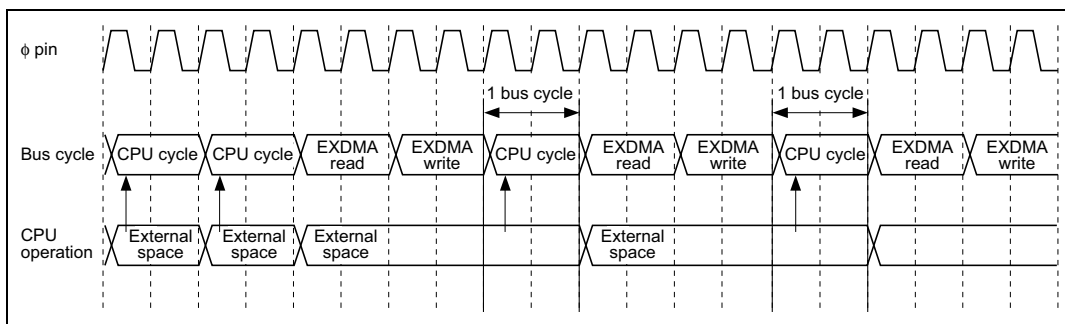 φ pin
1 bus cycle
1 bus cycle
Bus cycle
CPU cycle
CPU cycle
EXDMA
read
EXDMA
write
CPU cycle
EXDMA
read
EXDMA
write
CPU cycle
EXDMA
read
EXDMA
write
CPU
operation
External
space
External
space
External
space
External
space